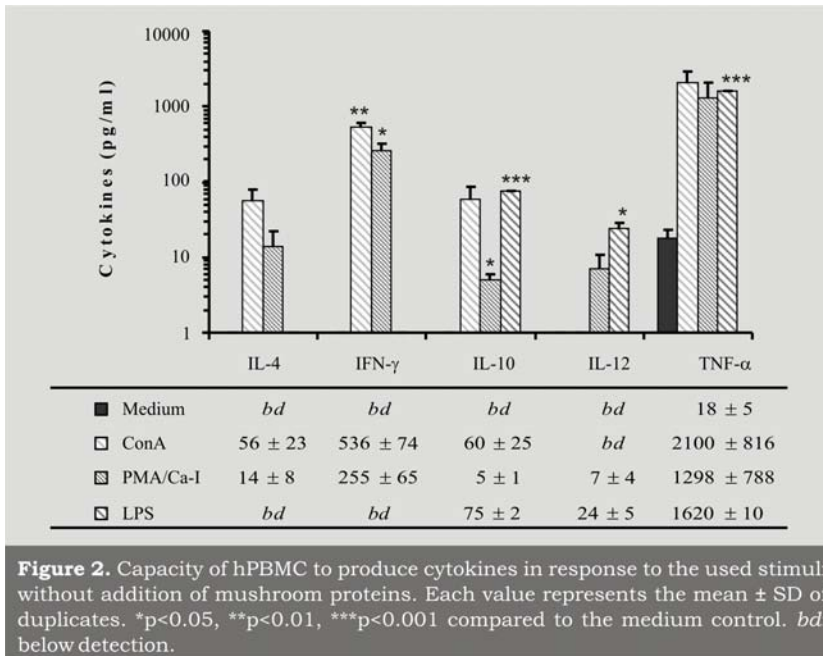 10000
1000
100
10
1
Cytokines (pg/ml)
** * * *** * ***
IL-4 IFN-γ IL-10 IL-12 TNF-α
Medium bd bd bd bd 18 ± 5
ConA 56 ± 23 536 ± 74 60 ± 25 bd 2100 ± 816
PMA/Ca-I 14 ± 8 255 ± 65 5 ± 1 7 ± 4 1298 ± 788
LPS bd bd 75 ± 2 24 ± 5 1620 ± 10
Figure 2. Capacity of hPBMC to produce cytokines in response to the used stimuli
without addition of mushroom proteins. Each value represents the mean ± SD of
duplicates. *p<0.05, **p<0.01, ***p<0.001 compared to the medium control. bd:
below detection.